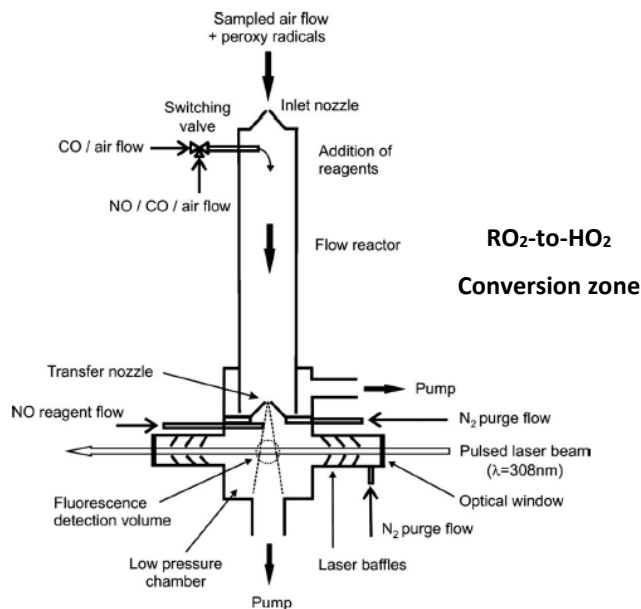 Sampled air flow
+ peroxy radicals
Switching
valve
Inlet nozzle
CO / air flow
Addition of
reagents
NO / CO / air flow
Flow reactor
RO₂-to-HO₂
Conversion zone
Transfer nozzle
Pump
NO reagent flow
N₂ purge flow
Pulsed laser beam
(λ=308nm)
Fluorescence
detection volume
Optical window
N₂ purge flow
Low pressure
chamber
Laser baffles
Pump